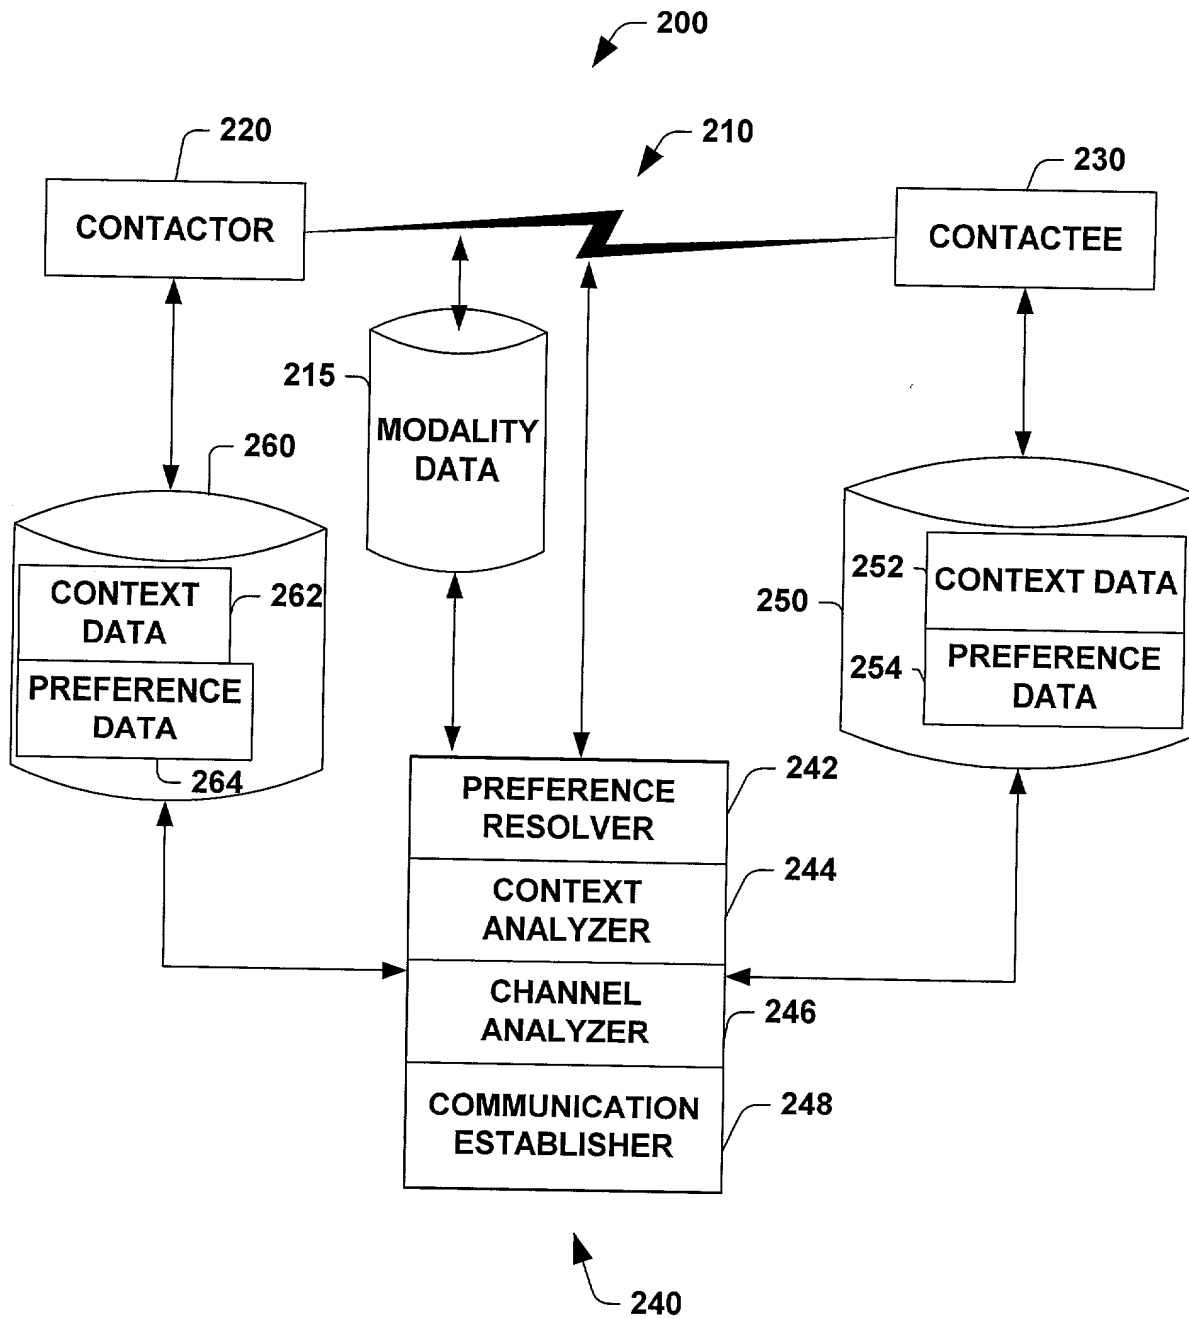 200
220
210
230
CONTACTOR
CONTACTEE
215
MODALITY
DATA
260
250
252
CONTEXT DATA
254
PREFERENCE
DATA
CONTEXT
DATA
262
PREFERENCE
DATA
264
PREFERENCE
RESOLVER
242
CONTEXT
ANALYZER
244
CHANNEL
ANALYZER
246
COMMUNICATION
ESTABLISHER
248
240